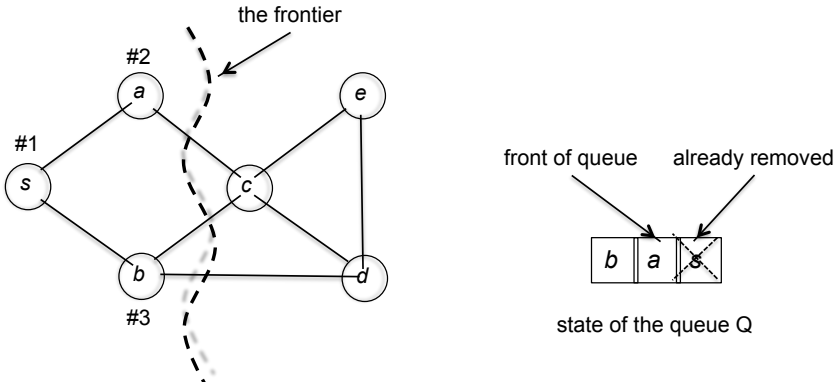 the frontier
#2
a
e
#1
s
c
b
d
#3
front of queue
already removed
b a s
state of the queue Q